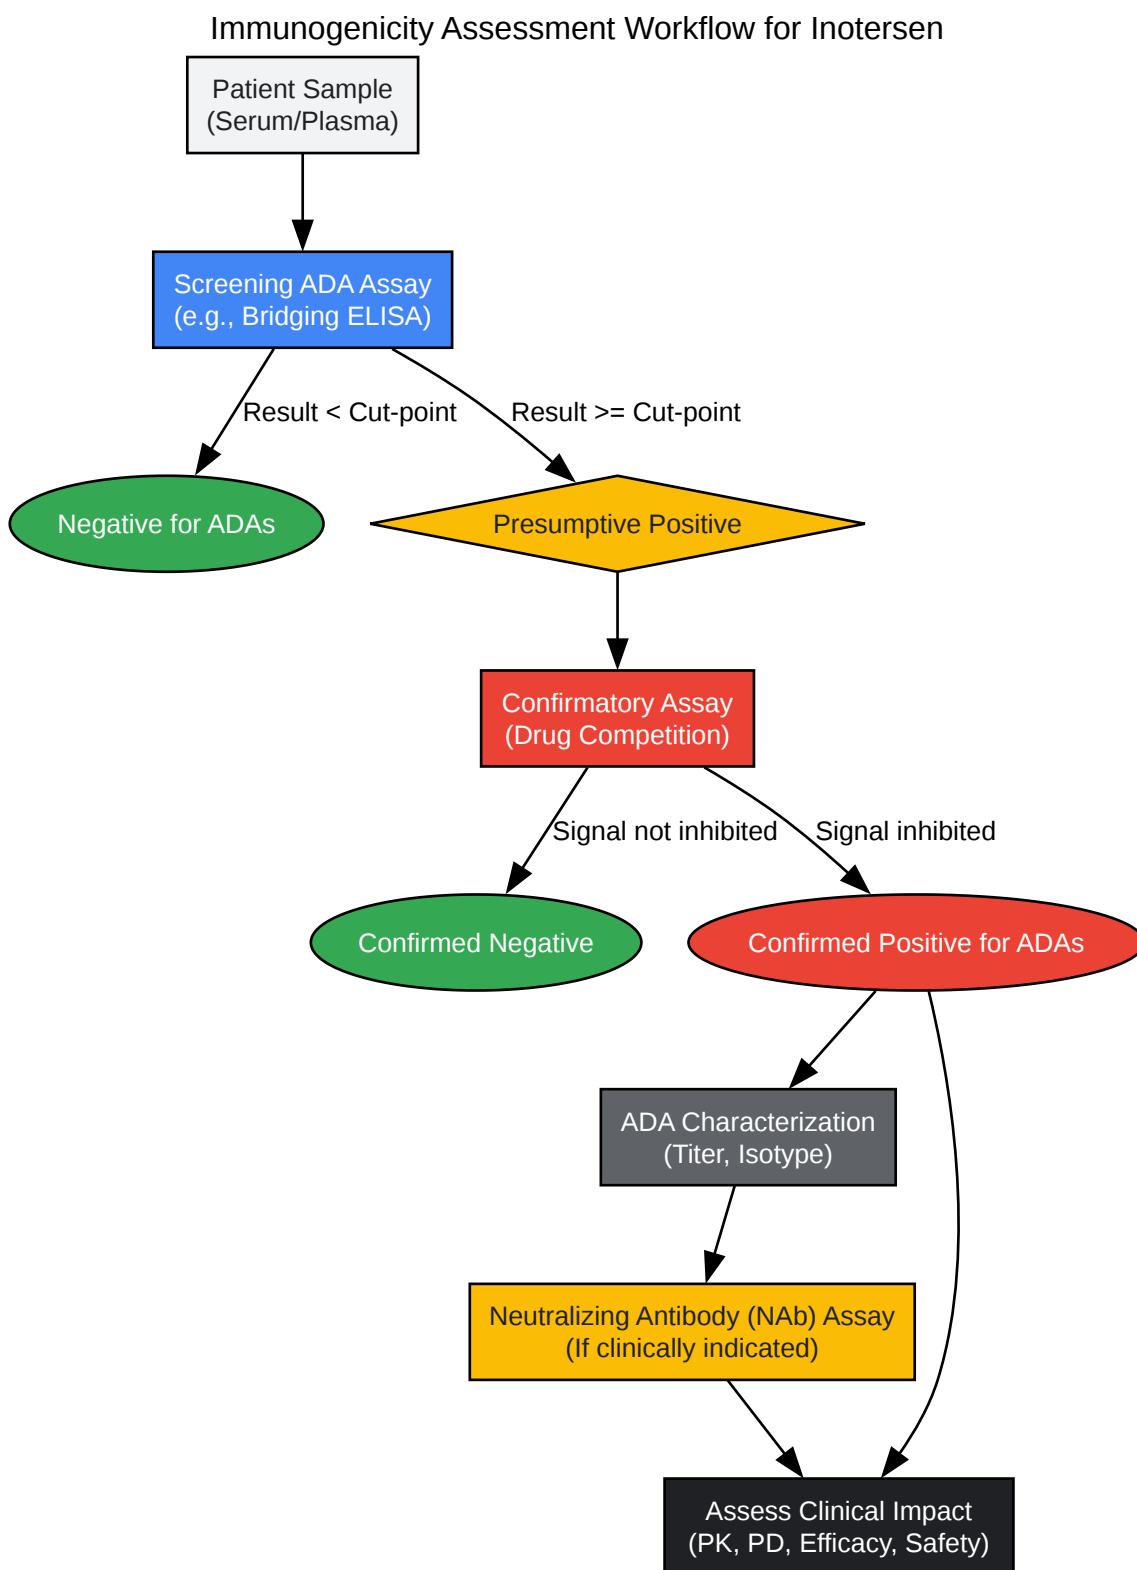 Immunogenicity Assessment Workflow for Inotersen
Patient Sample
(Serum/Plasma)
Screening ADA Assay
(e.g., Bridging ELISA)
Result < Cut-point
Result >= Cut-point
Negative for ADAs
Presumptive Positive
Confirmatory Assay
(Drug Competition)
Signal not inhibited
Signal inhibited
Confirmed Negative
Confirmed Positive for ADAs
ADA Characterization
(Titer, Isotype)
Neutralizing Antibody (NAb) Assay
(If clinically indicated)
Assess Clinical Impact
(PK, PD, Efficacy, Safety)